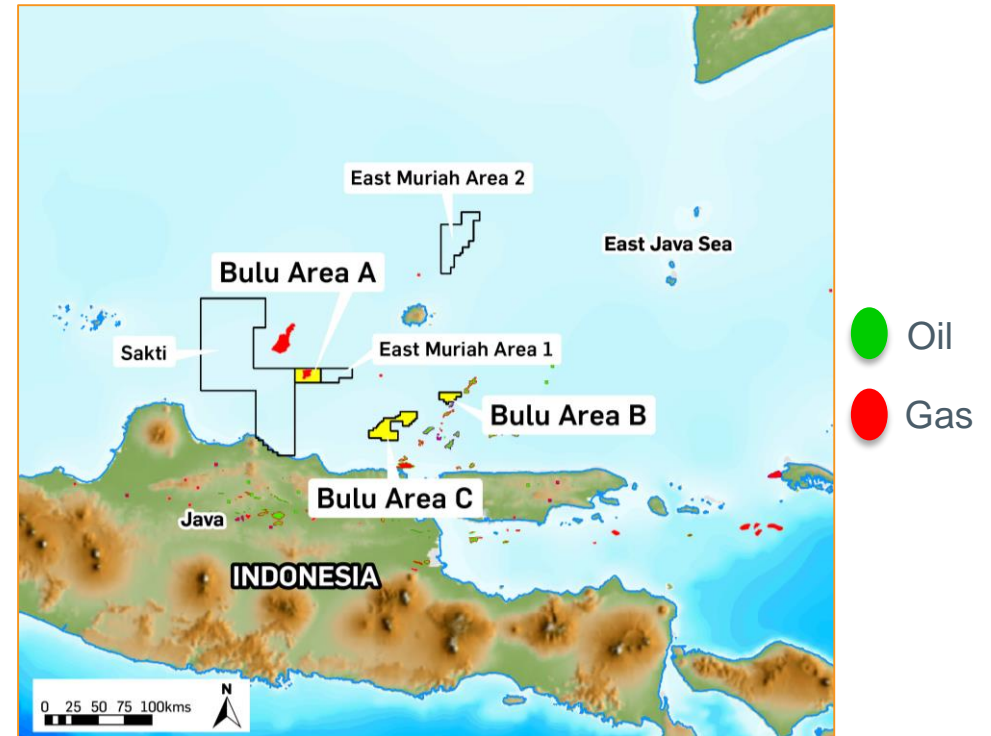 East Muriah Area 2
East Java Sea
Bulu Area A
Sakti
East Muriah Area 1
Oil
Gas
Bulu Area B
Bulu Area C
Java
INDONESIA
N
0 25 50 75 100kms